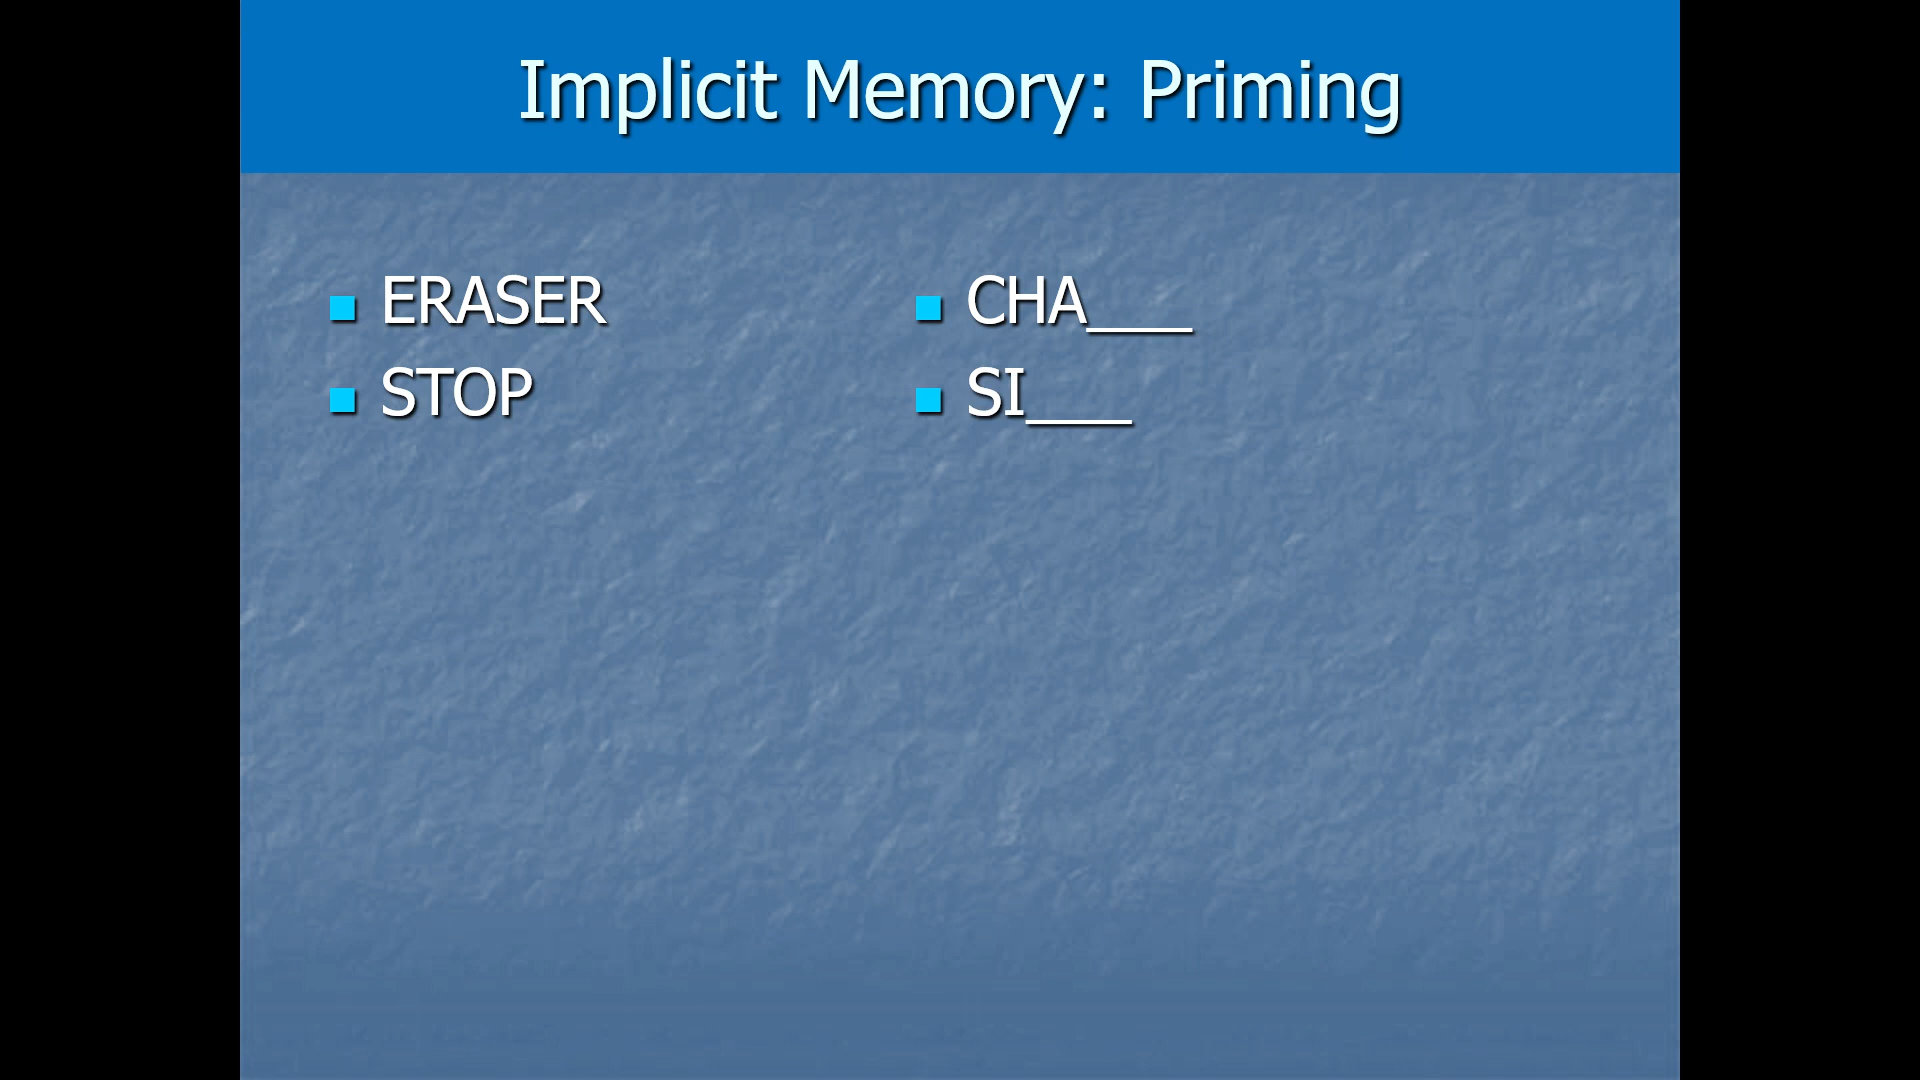 Implicit Memory: Priming
ERASER
STOP
CHA___
SI___